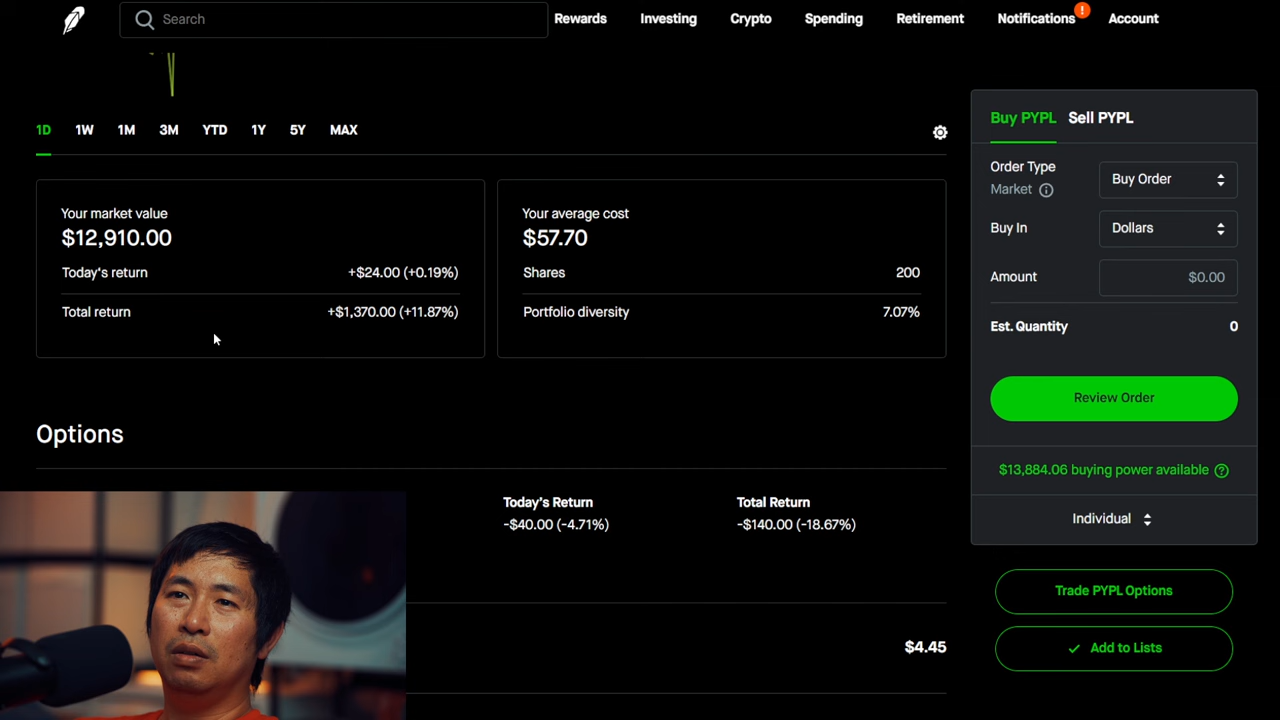 Search
Rewards
Investing
Crypto
Spending
Retirement
Notifications
!
Account
1D
1W
1M
3M
YTD
1Y
5Y
MAX
Your market value
$12,910.00
Today's return +$24.00 (+0.19%)
Total return +$1,370.00 (+11.87%)
Your average cost
$57.70
Shares 200
Portfolio diversity 7.07%
Options
Today's Return
-$40.00 (-4.71%)
Total Return
-$140.00 (-18.67%)
$4.45
Buy PYPL Sell PYPL
Order Type
Market
Buy Order
Buy In Dollars
Amount $0.00
Est. Quantity 0
Review Order
$13,884.06 buying power available
Individual
Trade PYPL Options
Add to Lists